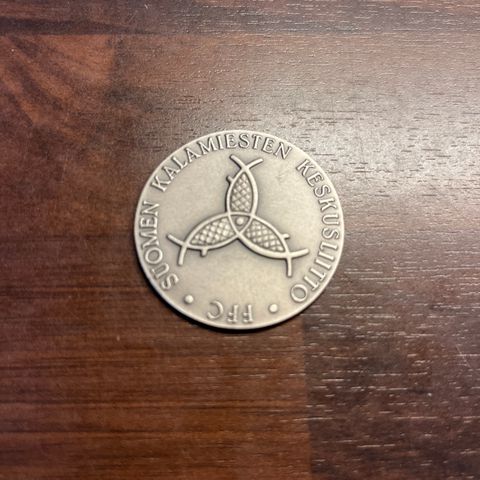 SUOMEN KALAMIESTEN KESKUSLIITTO
• FFC •